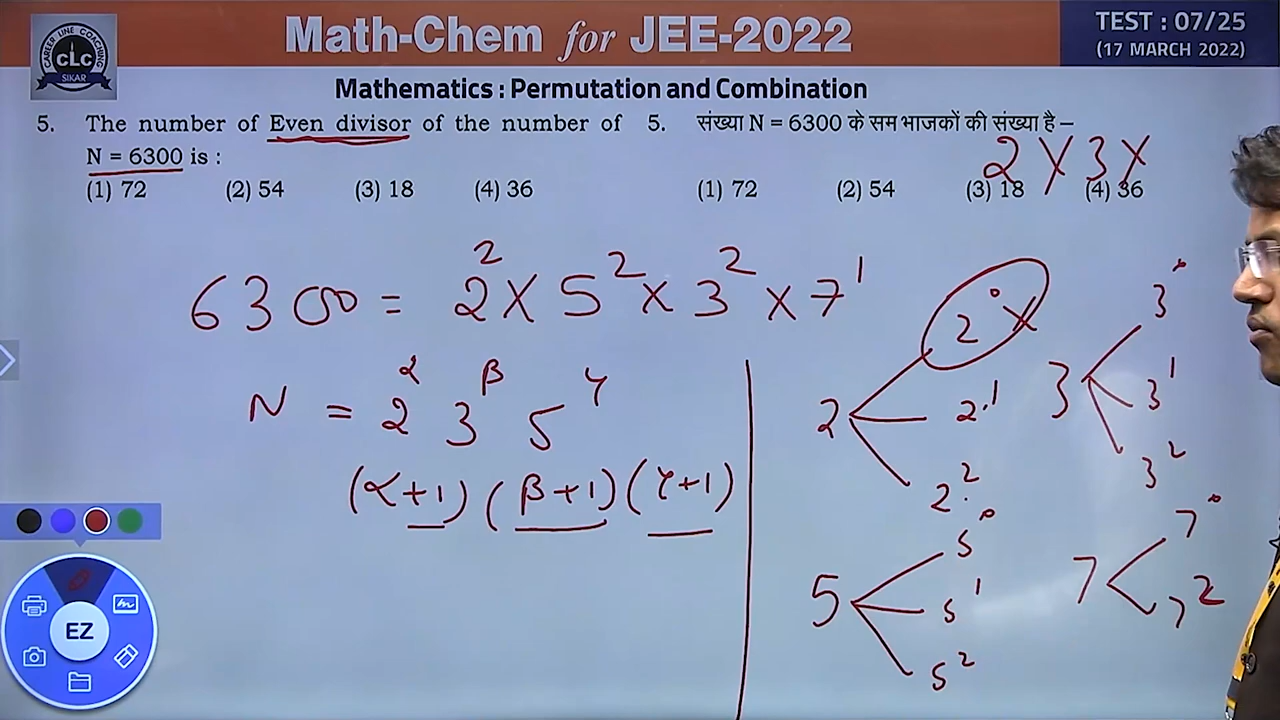 CAREER LINE COACHING
CLC
SIKAR
Math-Chem for JEE-2022
TEST : 07/25
(17 MARCH 2022)
Mathematics : Permutation and Combination
5. The number of Even divisor of the number of N = 6300 is :
(1) 72 (2) 54 (3) 18 (4) 36
5. संख्या N = 6300 के सम भाजकों की संख्या है –
(1) 72 (2) 54 (3) 18 (4) 36
2 × 3 ×
6300 = 2² × 5² × 3² × 7¹
N = 2^α 3^β 5^γ
(α+1) (β+1) (γ+1)
2 2⁰ ×
2¹
2²
3 3⁰
3¹
3²
5 5⁰
5¹
5²
7 7⁰
7 2
EZ